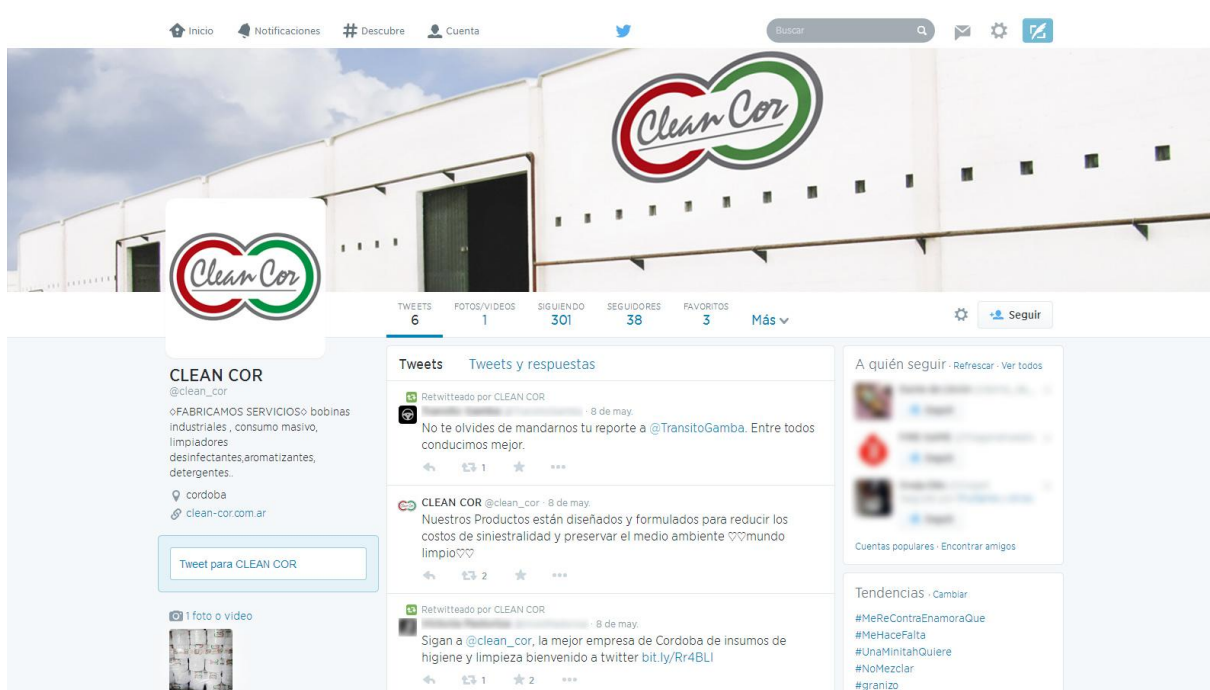 Inicio
Notificaciones
Descubre
Cuenta
Buscar
Clean Cor
Clean Cor
TWEETS
6
FOTOS/VIDEOS
1
SIGUIENDO
301
SEGUIDORES
38
FAVORITOS
3
Más
Seguir
CLEAN COR
@clean_cor
◊FABRICAMOS SERVICIOS◊ bobinas
industriales , consumo masivo,
limpiadores
desinfectantes,aromatizantes,
detergentes..
cordoba
clean-cor.com.ar
Tweet para CLEAN COR
1 foto o video
Tweets
Tweets y respuestas
Retwitteado por CLEAN COR
· 8 de may.
No te olvides de mandarnos tu reporte a @TransitoGamba. Entre todos
conducimos mejor.
1
CLEAN COR @clean_cor · 8 de may.
Nuestros Productos están diseñados y formulados para reducir los
costos de siniestralidad y preservar el medio ambiente ♡♡mundo
limpio♡♡
2
Retwitteado por CLEAN COR
· 8 de may.
Sigan a @clean_cor, la mejor empresa de Cordoba de insumos de
higiene y limpieza bienvenido a twitter bit.ly/Rr4BLI
1
2
A quién seguir · Refrescar · Ver todos
Cuentas populares · Encontrar amigos
Tendencias · Cambiar
#MeReContraEnamoraQue
#MeHaceFalta
#UnaMinitahQuiere
#NoMezclar
#granizo